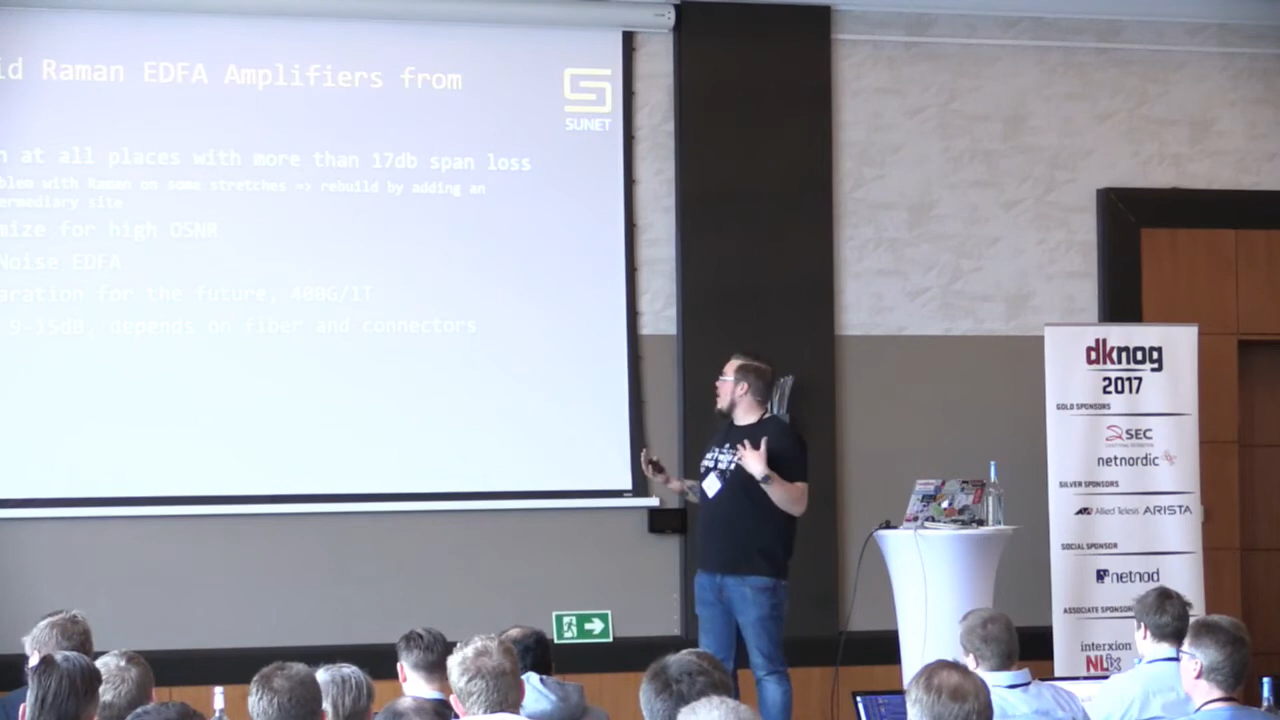 id Raman EDFA Amplifiers from
SUNET
n at all places with more than 17db span loss
blem with Raman on some stretches => rebuild by adding an
ermediary site
mize for high OSNR
Noise EDFA
aration for the future, 400G/1T
9-15dB, depends on fiber and connectors
dknog
2017
GOLD SPONSORS
SEC
netnordic
SILVER SPONSORS
Allied Telesis ARISTA
SOCIAL SPONSOR
netnod
ASSOCIATE SPONSOR
interxion
NLix